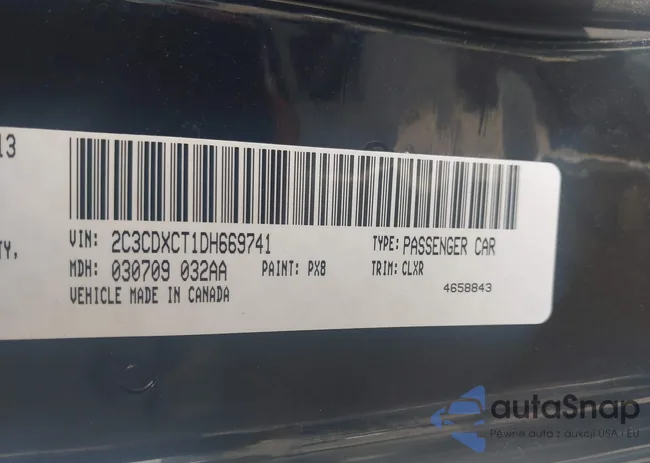 13
TY,
VIN: 2C3CDXCT1DH669741
TYPE: PASSENGER CAR
MDH: 030709 032AA
PAINT: PX8
TRIM: CLXR
VEHICLE MADE IN CANADA
4658843
autaSnap
Pewne auta z aukcji USA i EU